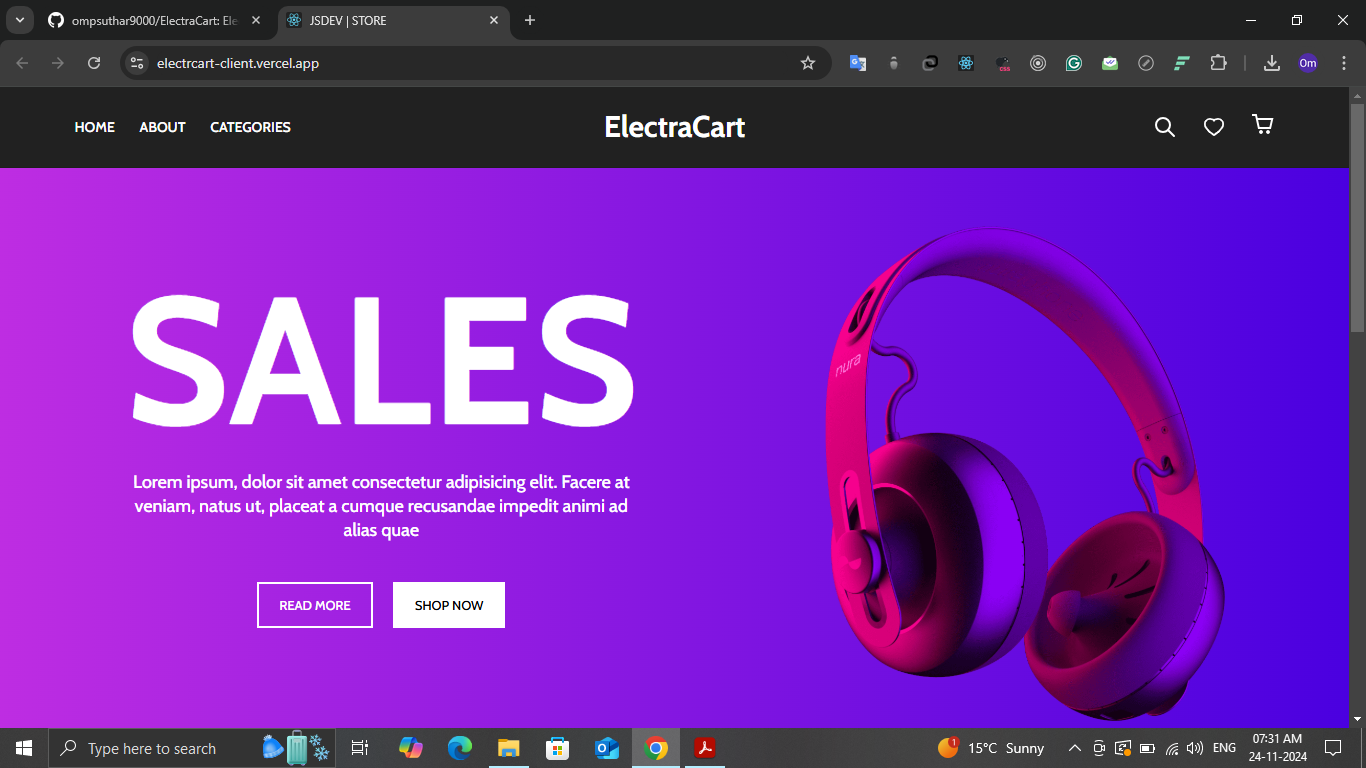 ompsuthar9000/ElectraCart: Ele
JSDEV | STORE
electrcart-client.vercel.app
Om
HOME ABOUT CATEGORIES
ElectraCart
SALES
nura
Lorem ipsum, dolor sit amet consectetur adipisicing elit. Facere at
veniam, natus ut, placeat a cumque recusandae impedit animi ad
alias quae
READ MORE
SHOP NOW
Type here to search
1
15°C Sunny
ENG
07:31 AM
24-11-2024